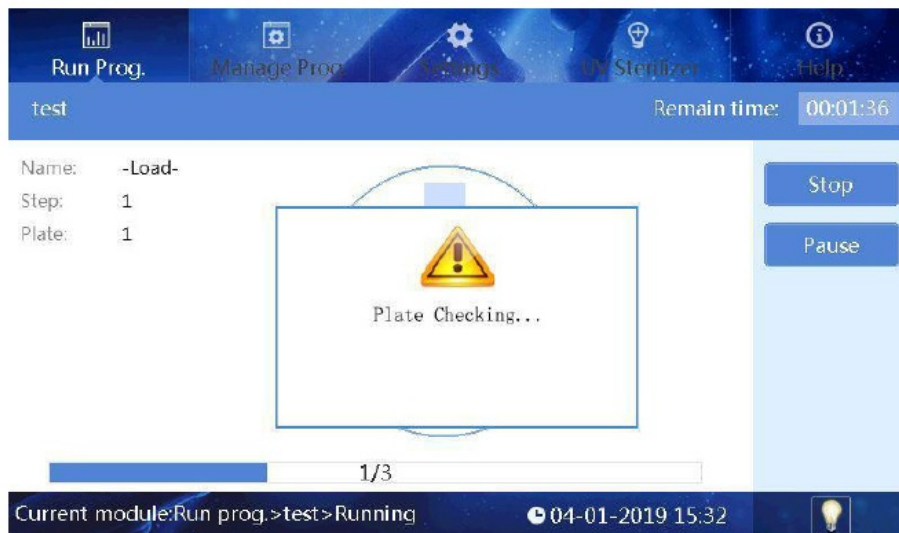 Run Prog.
Manage Prog.
Settings
UV Sterilizer
Help
test
Remain time: 00:01:36
Name: -Load-
Step: 1
Plate: 1
Stop
Pause
Plate Checking...
1/3
Current module:Run prog.>test>Running
04-01-2019 15:32